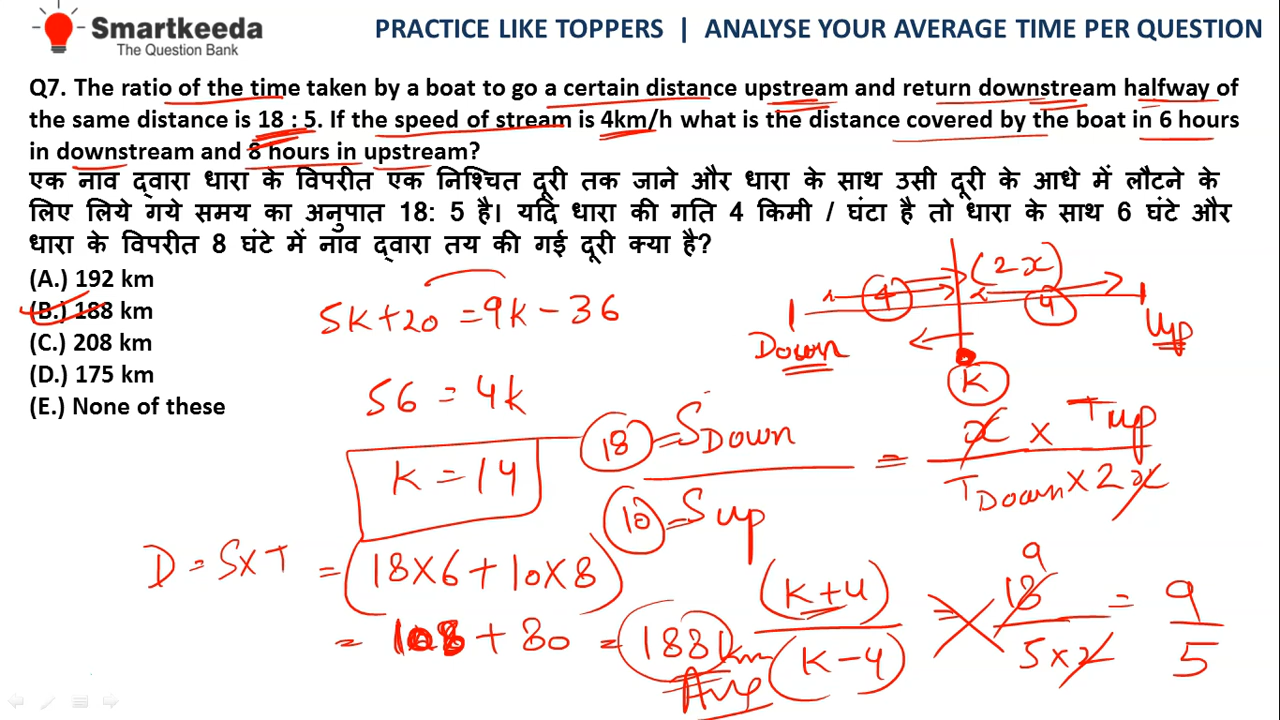 Smartkeeda
The Question Bank
PRACTICE LIKE TOPPERS | ANALYSE YOUR AVERAGE TIME PER QUESTION
Q7. The ratio of the time taken by a boat to go a certain distance upstream and return downstream halfway of
the same distance is 18 : 5. If the speed of stream is 4km/h what is the distance covered by the boat in 6 hours
in downstream and 8 hours in upstream?
एक नाव द्वारा धारा के विपरीत एक निश्चित दूरी तक जाने और धारा के साथ उसी दूरी के आधे में लौटने के
लिए लिये गये समय का अनुपात 18: 5 है। यदि धारा की गति 4 किमी / घंटा है तो धारा के साथ 6 घंटे और
धारा के विपरीत 8 घंटे में नाव द्वारा तय की गई दूरी क्या है?
(A.) 192 km
(B.) 188 km
(C.) 208 km
(D.) 175 km
(E.) None of these
5k+20 = 9k-36
56 = 4k
K = 14
(2x)
x 4 x 4
Down
Up
K
18 = S Down
10 = S up
= x × T up
T Down × 2x
D = S×T = (18×6+10×8)
= 108 + 80 = 188 km
Ans
(K+4)
(K-4)
= 9
18
5×2
= 9
5